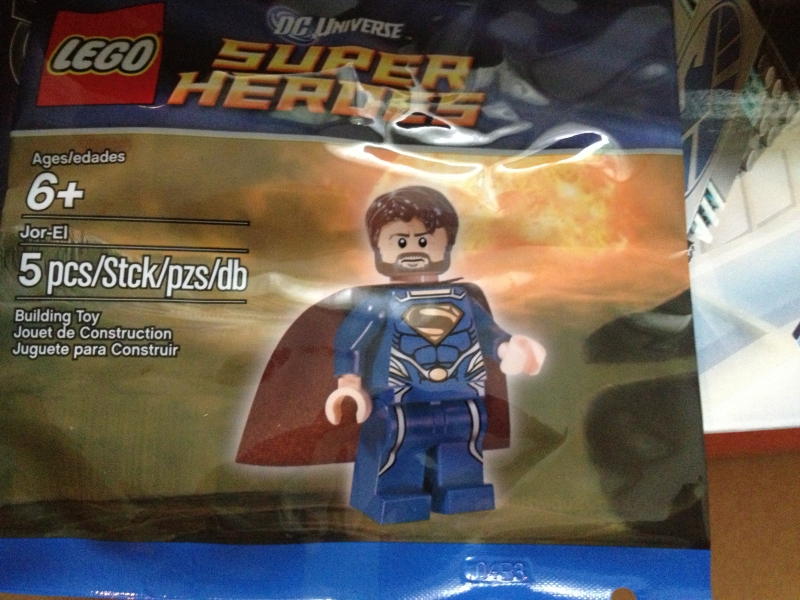 LEGO
DC UNIVERSE
SUPER
HEROES
Ages/edades
6+
Jor-El
5 pcs/Stck/pzs/db
Building Toy
Jouet de Construction
Juguete para Construir